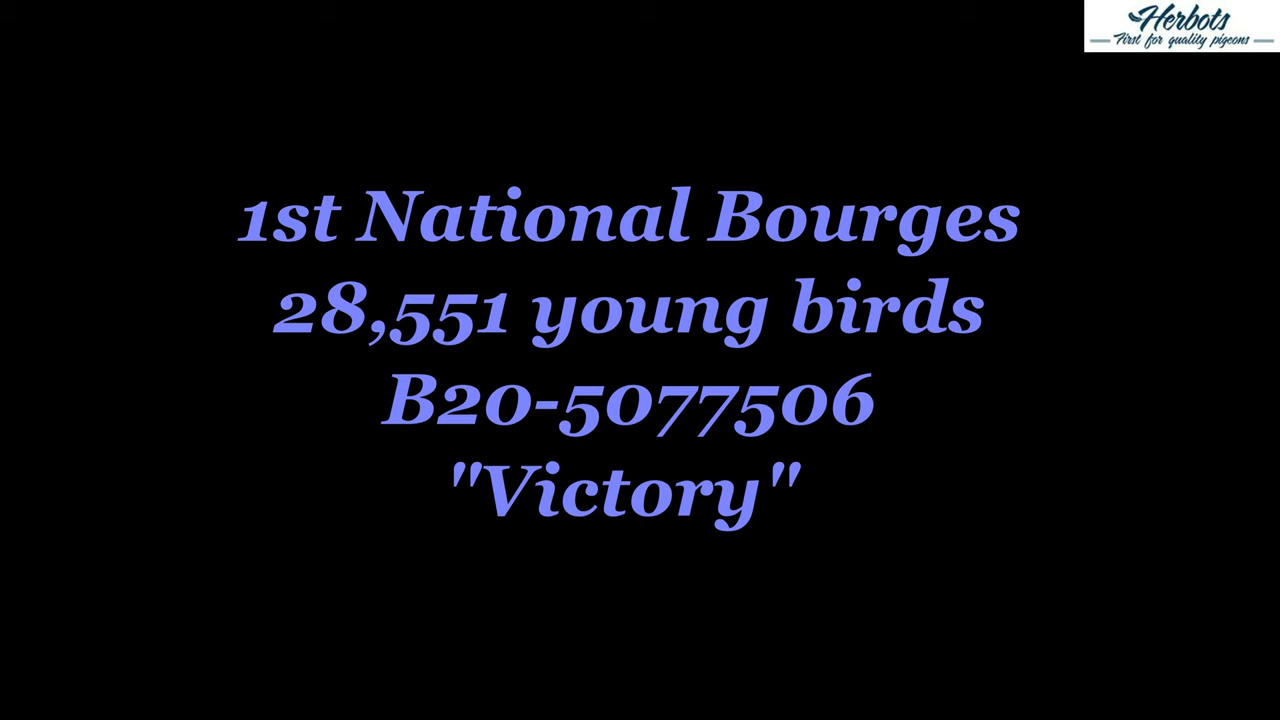 Herbots
First for quality pigeons
1st National Bourges
28,551 young birds
B20-5077506
"Victory"